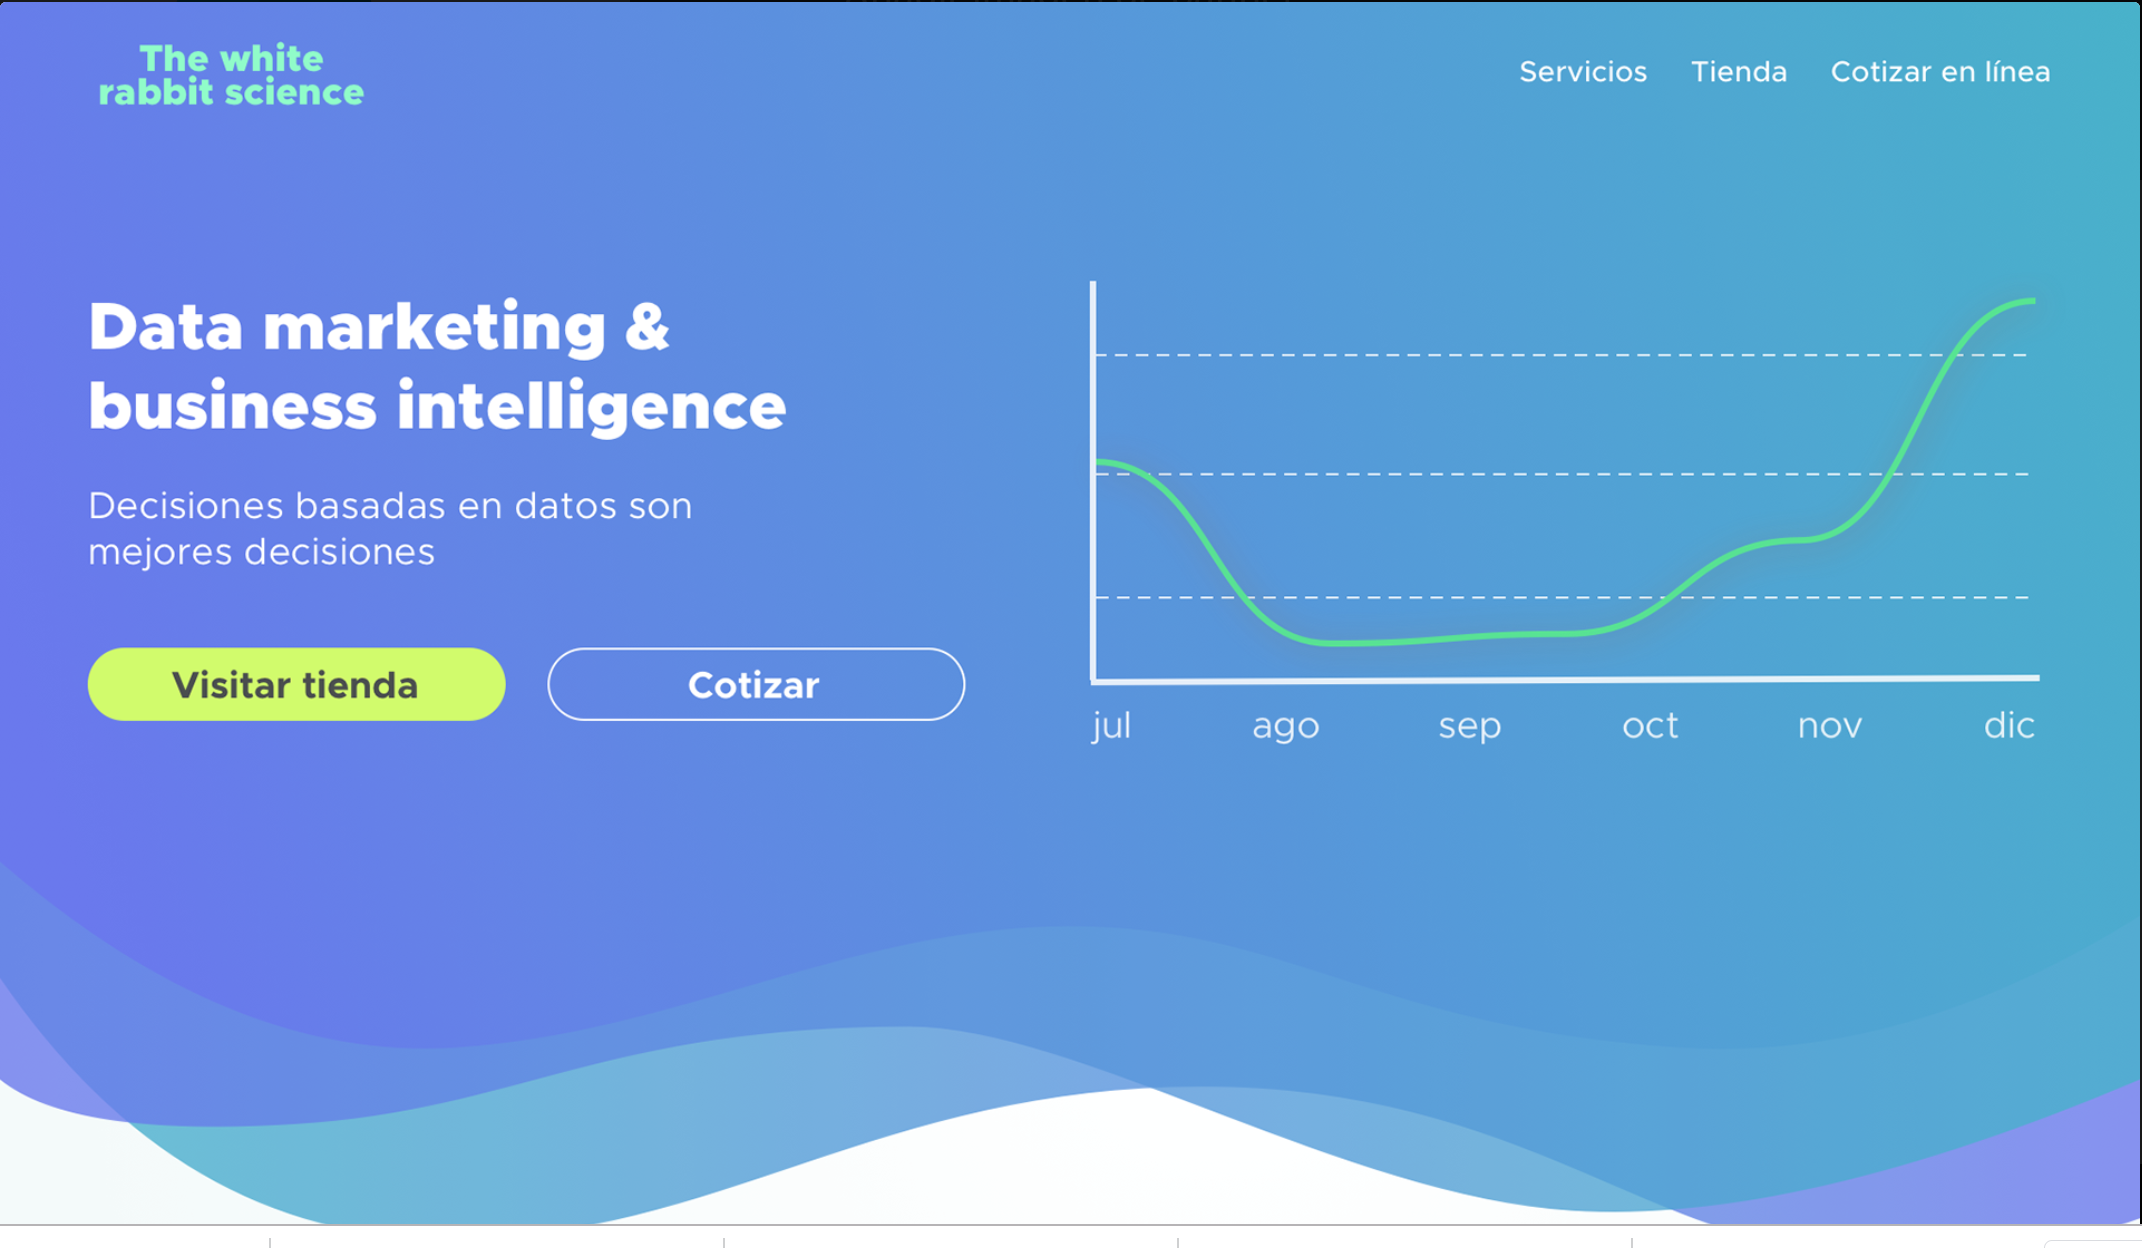 The white
rabbit science
Servicios
Tienda
Cotizar en línea
Data marketing &
business intelligence
Decisiones basadas en datos son
mejores decisiones
Visitar tienda
Cotizar
jul ago sep oct nov dic